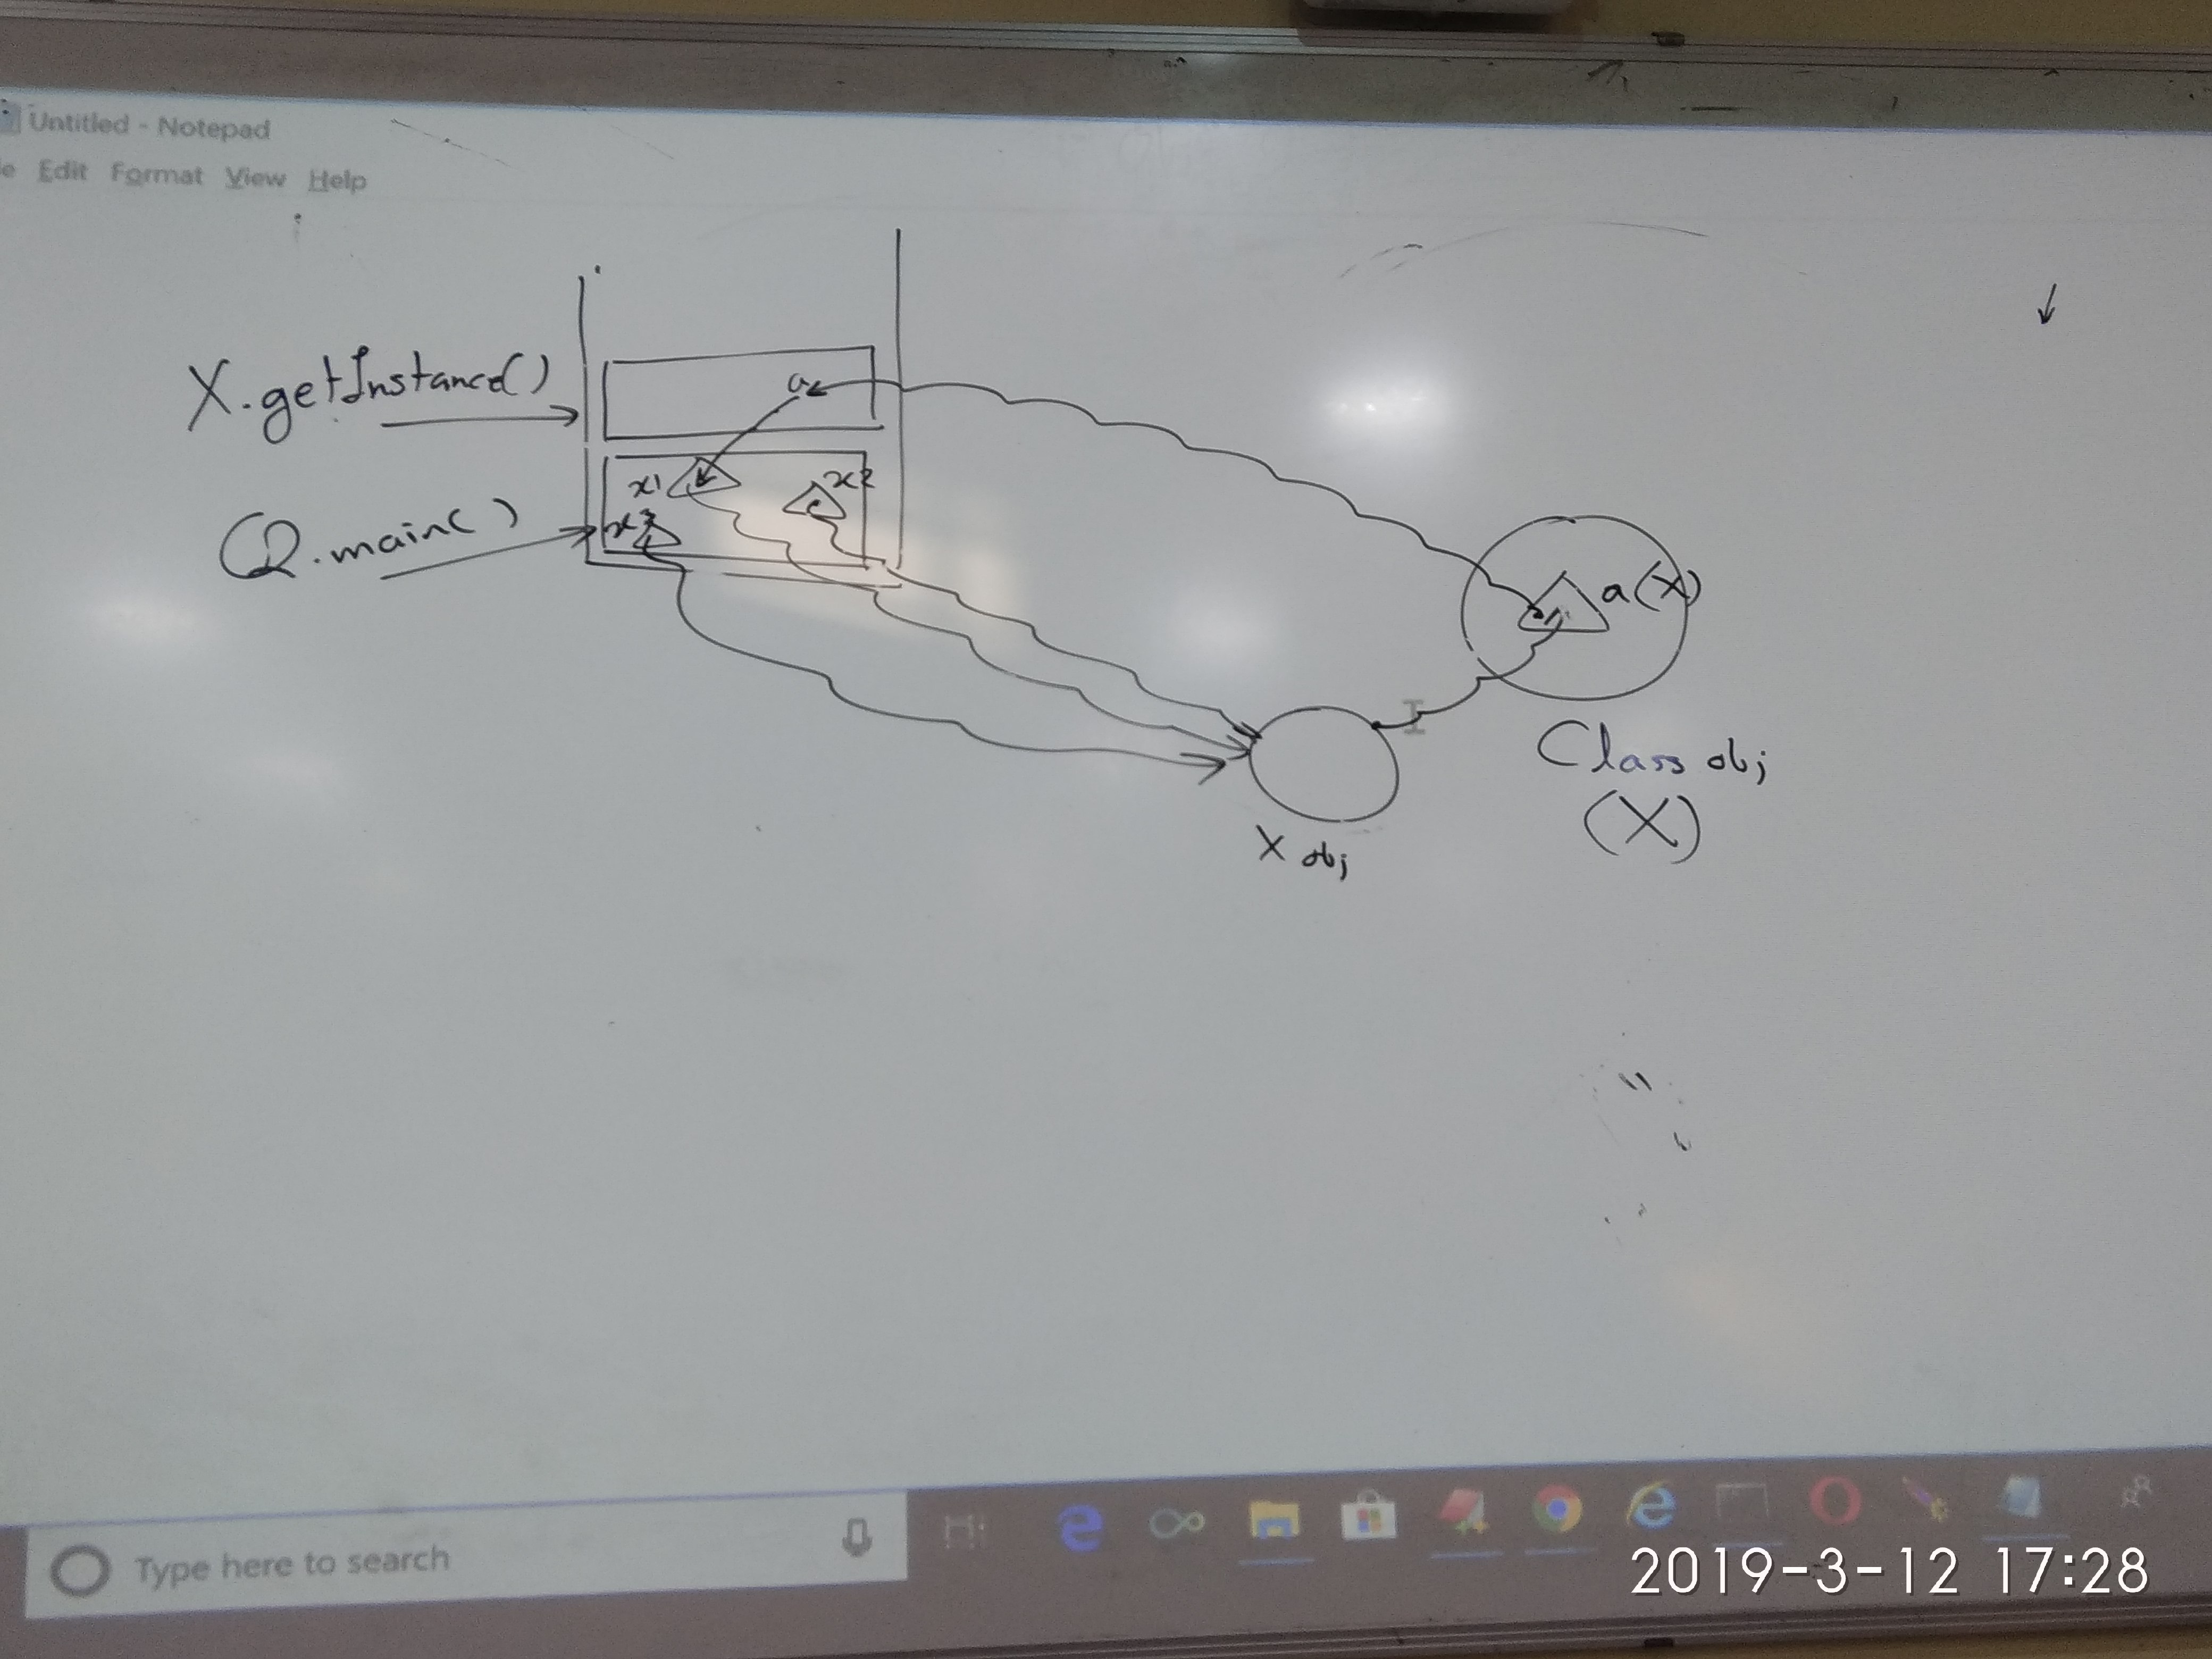 Untitled - Notepad
Edit Format View Help
X.getInstance()
a
x1
x2
Q.main()
x3
a(X)
Class obj
(X)
X obj
Type here to search
2019-3-12 17:28